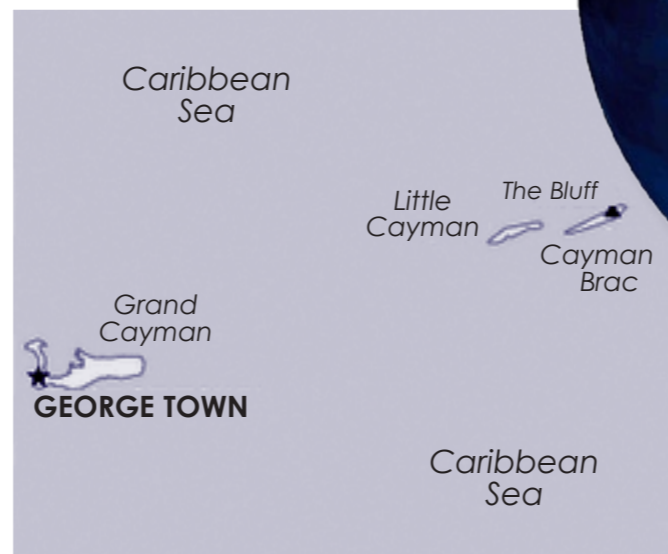 Caribbean
Sea
The Bluff
Little
Cayman
Cayman
Brac
Grand
Cayman
GEORGE TOWN
Caribbean
Sea